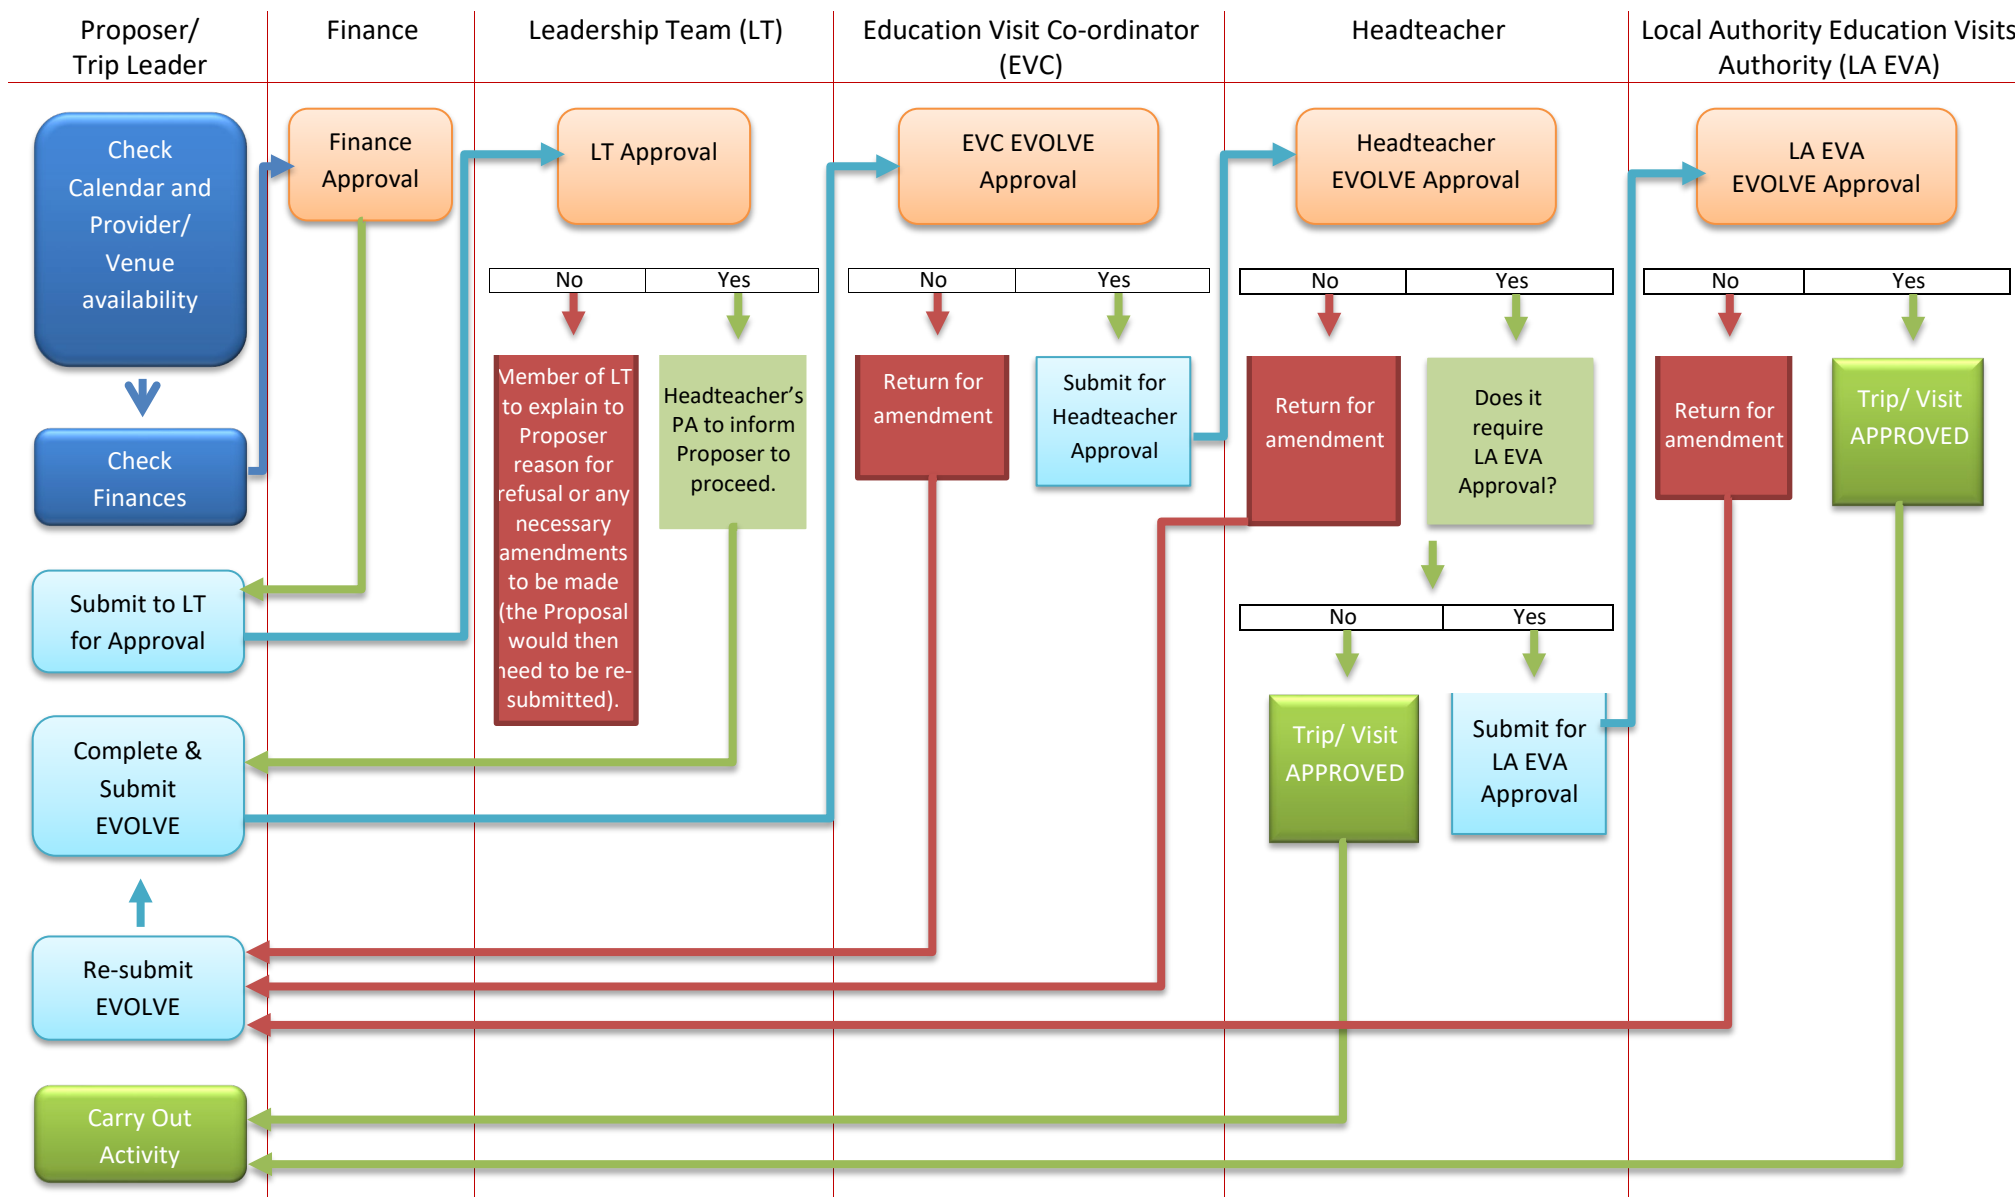 Proposer/
Trip Leader
Finance
Leadership Team (LT)
Education Visit Co-ordinator
(EVC)
Headteacher
Local Authority Education Visits
Authority (LA EVA)
Check
Calendar and
Provider/
Venue
availability
Check
Finances
Submit to LT
for Approval
Complete &
Submit
EVOLVE
Re-submit
EVOLVE
Carry Out
Activity
Finance
Approval
LT Approval
No
Yes
Member of LT
to explain to
Proposer
reason for
refusal or any
necessary
amendments
to be made
(the Proposal
would then
need to be re-
submitted).
Headteacher’s
PA to inform
Proposer to
proceed.
EVC EVOLVE
Approval
No
Yes
Return for
amendment
Submit for
Headteacher
Approval
Headteacher
EVOLVE Approval
No
Yes
Return for
amendment
Does it
require
LA EVA
Approval?
No
Yes
Trip/ Visit
APPROVED
Submit for
LA EVA
Approval
LA EVA
EVOLVE Approval
No
Yes
Return for
amendment
Trip/ Visit
APPROVED